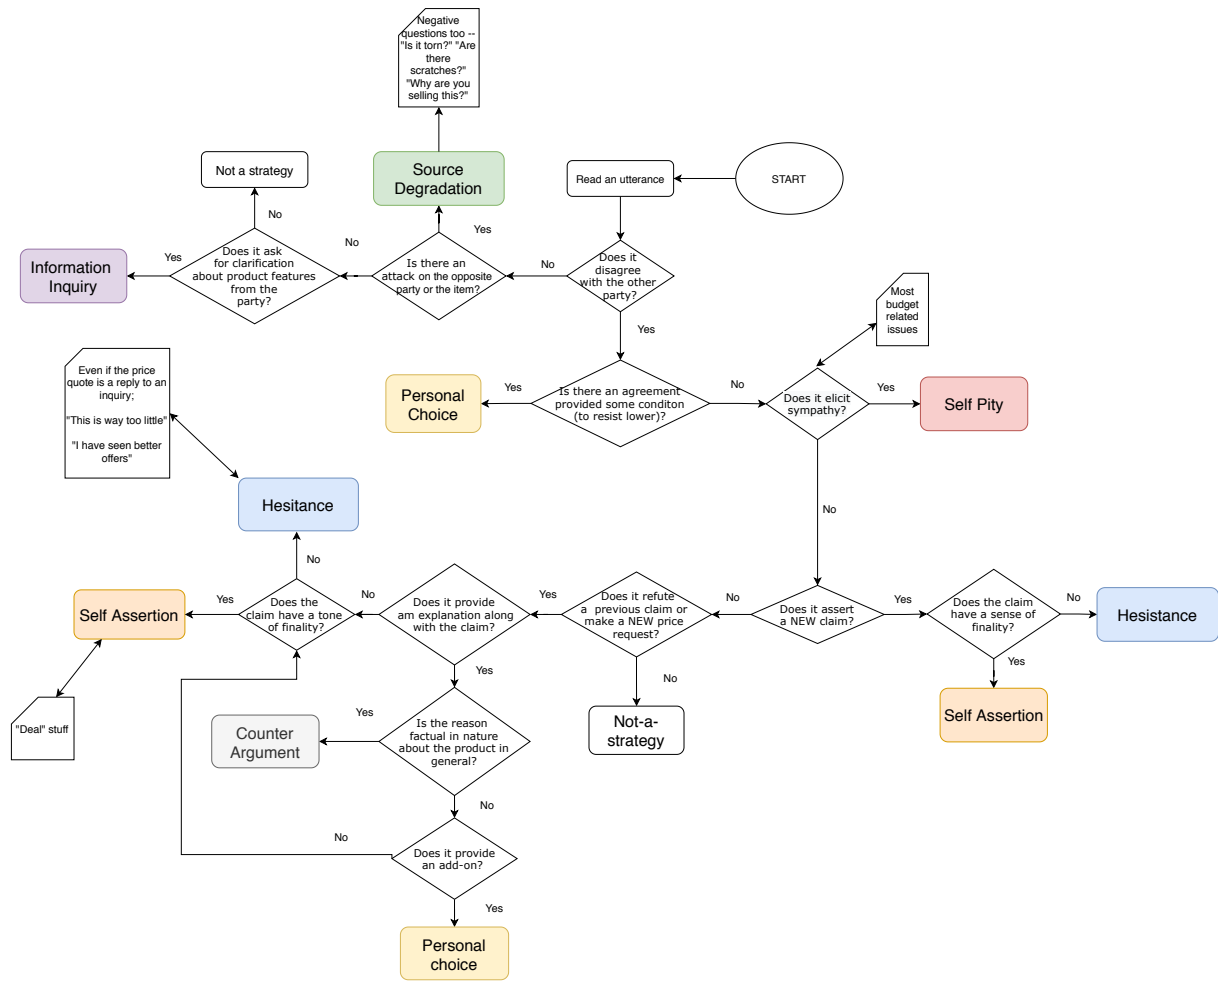 Negative
questions too --
"Is it torn?" "Are
there
scratches?"
"Why are you
selling this?"
Not a strategy
Source
Degradation
Read an utterance
START
No
Yes
Yes
Does it ask
for clarification
about product features
from the
party?
No
Is there an
attack on the opposite
party or the item?
No
Does it
disagree
with the other
party?
Information
Inquiry
Yes
Most
budget
related
issues
Even if the price
quote is a reply to an
inquiry;
"This is way too little"
"I have seen better
offers"
Personal
Choice
Yes
Is there an agreement
provided some conditon
(to resist lower)?
No
Does it elicit
sympathy?
Yes
Self Pity
Hesitance
No
No
Self Assertion
Yes
Does the
claim have a tone
of finality?
No
Does it provide
am explanation along
with the claim?
Yes
Does it refute
a previous claim or
make a NEW price
request?
No
Does it assert
a NEW claim?
Yes
Does the claim
have a sense of
finality?
No
Hesistance
Yes
No
Yes
"Deal" stuff
Counter
Argument
Yes
Is the reason
factual in nature
about the product in
general?
Not-a-
strategy
Self Assertion
No
No
Does it provide
an add-on?
Yes
Personal
choice